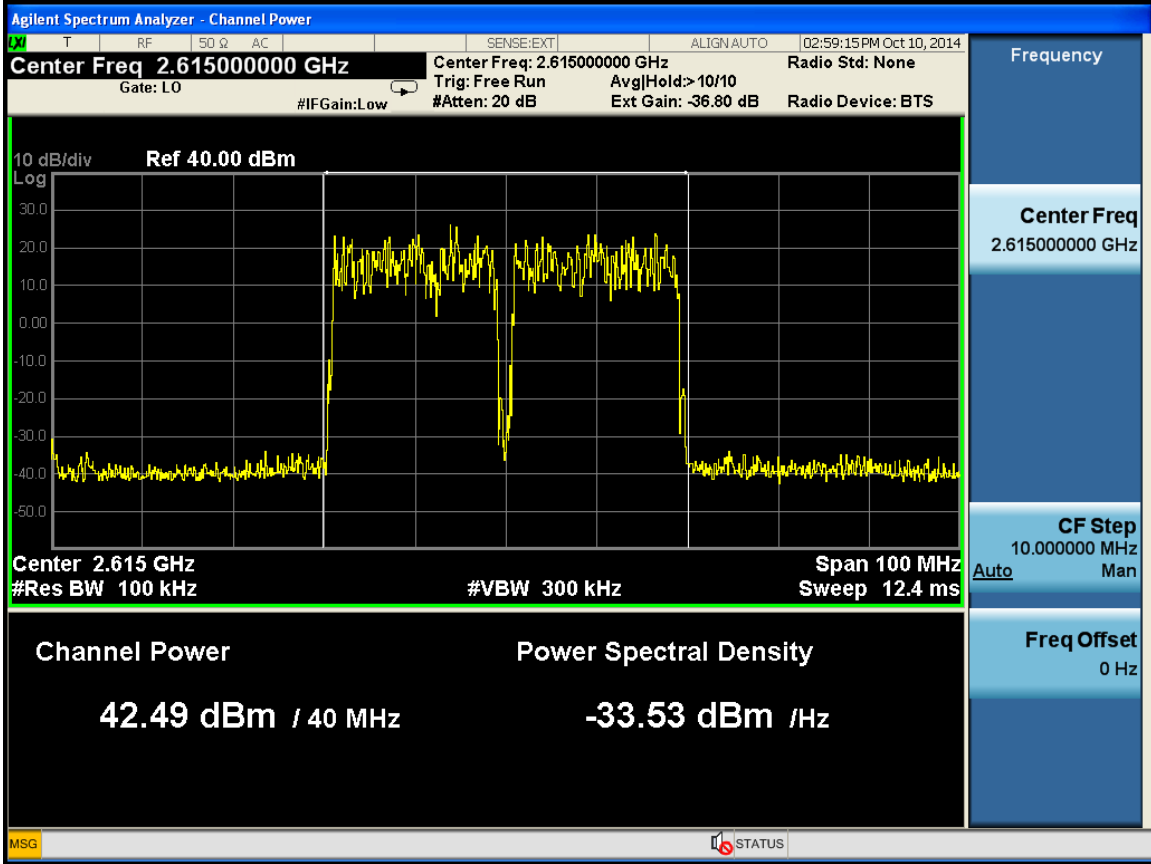 Agilent Spectrum Analyzer - Channel Power
LXI T RF 50 Ω AC SENSE:EXT ALIGN AUTO 02:59:15 PM Oct 10, 2014
Center Freq 2.615000000 GHz
Gate: LO
#IFGain:Low
Center Freq: 2.615000000 GHz
Trig: Free Run Avg|Hold:>10/10
#Atten: 20 dB Ext Gain: -36.80 dB
Radio Std: None
Radio Device: BTS
10 dB/div Ref 40.00 dBm
Log
30.0
20.0
10.0
0.00
-10.0
-20.0
-30.0
-40.0
-50.0
Center 2.615 GHz Span 100 MHz
#Res BW 100 kHz #VBW 300 kHz Sweep 12.4 ms
Channel Power Power Spectral Density
42.49 dBm / 40 MHz -33.53 dBm /Hz
Frequency
Center Freq
2.615000000 GHz
CF Step
10.000000 MHz
Auto Man
Freq Offset
0 Hz
MSG STATUS